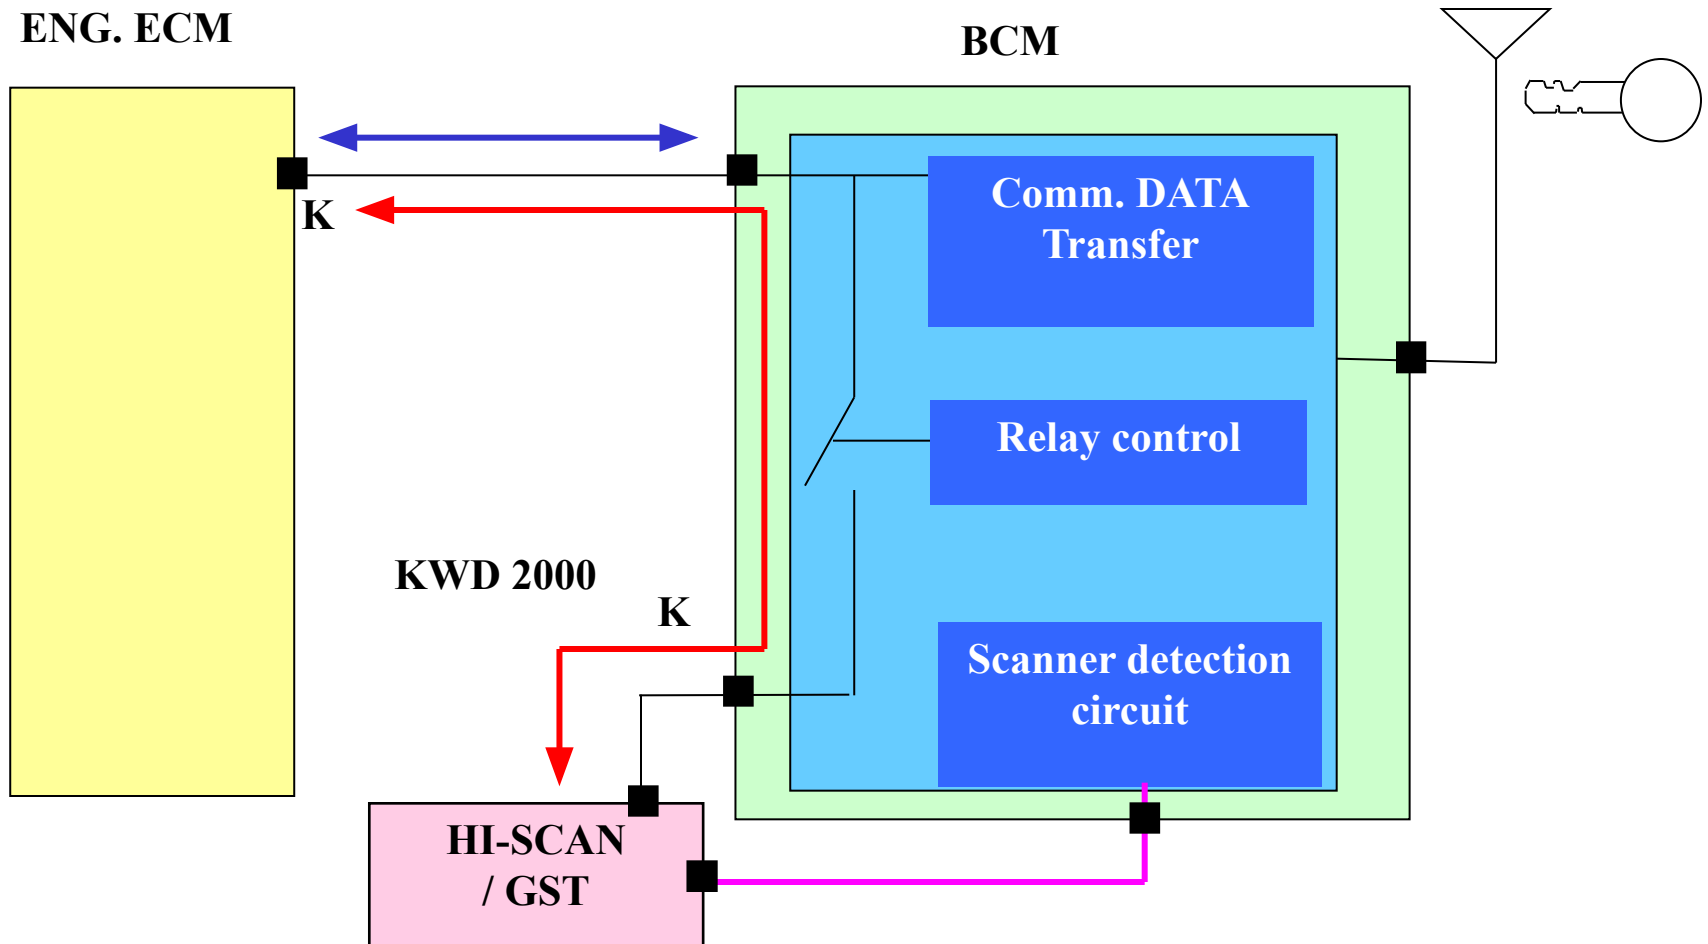 ENG. ECM
BCM
K
Comm. DATA
Transfer
Relay control
KWD 2000
K
Scanner detection
circuit
HI-SCAN
/ GST